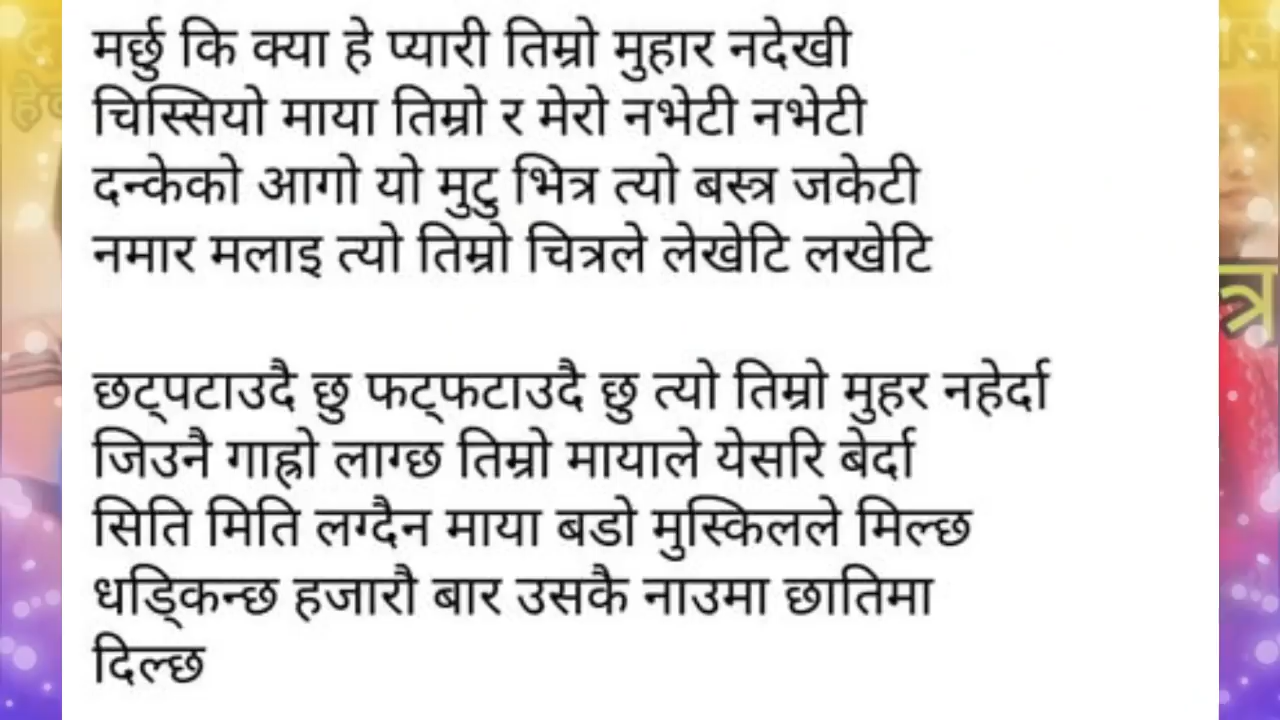 मर्छु कि क्या हे प्यारी तिम्रो मुहार नदेखी
चिस्सियो माया तिम्रो र मेरो नभेटी नभेटी
दन्केको आगो यो मुटु भित्र त्यो बस्त्र जकेटी
नमार मलाइ त्यो तिम्रो चित्रले लेखेटि लखेटि
छट्पटाउदै छु फट्फटाउदै छु त्यो तिम्रो मुहर नहेर्दा
जिउनै गाह्रो लाग्छ तिम्रो मायाले येसरि बेर्दा
सिति मिति लग्दैन माया बडो मुस्किलले मिल्छ
धड्किन्छ हजारौ बार उसकै नाउमा छातिमा
दिल्छ
त्र